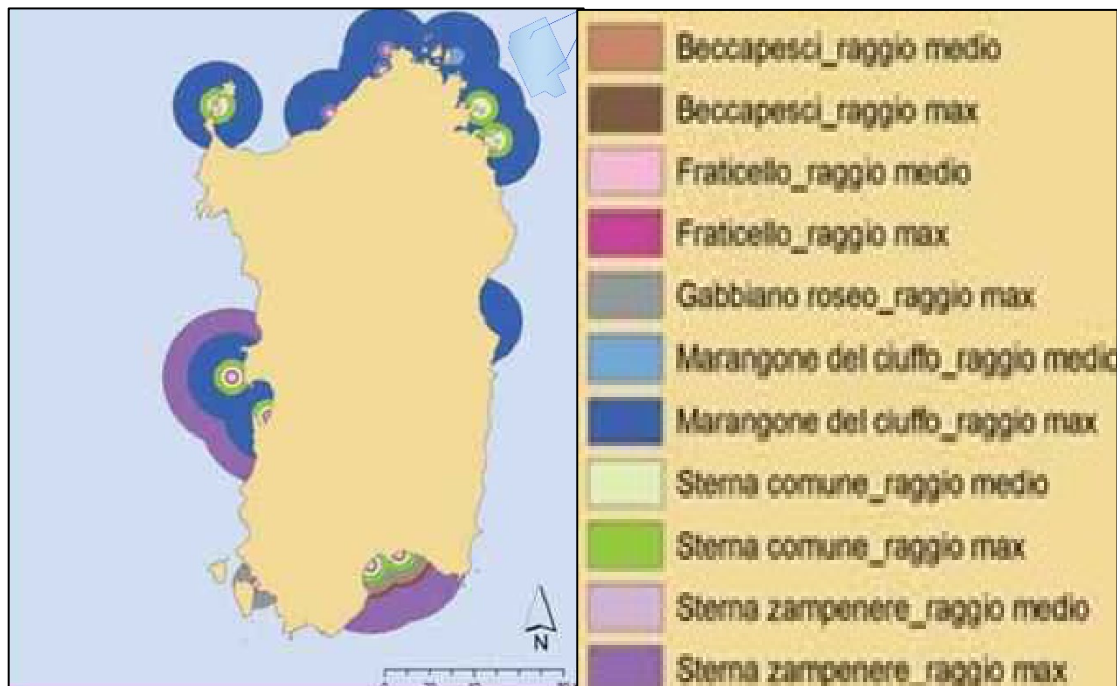 N
Beccapesci_raggio medio
Beccapesci_raggio max
Fraticello_raggio medio
Fraticello_raggio max
Gabbiano roseo_raggio max
Marangone del ciuffo_raggio medio
Marangone del ciuffo_raggio max
Sterna comune_raggio medio
Sterna comune_raggio max
Sterna zampenere_raggio medio
Sterna zampenere_raggio max